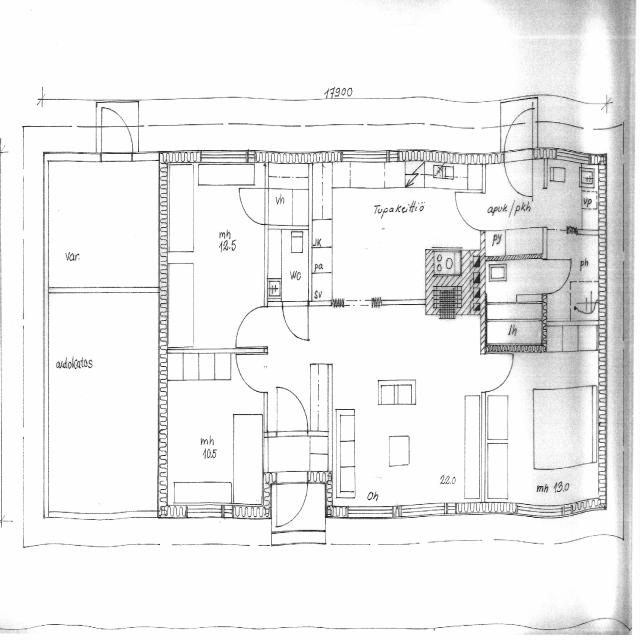 17900
vh
mh
12.5
Tupakeittiö
apuk/pkh
vp
JK
pa
sv
wc
py
ph
var.
lh
autokatos
mh
10.5
Oh
22.0
mh 13.0